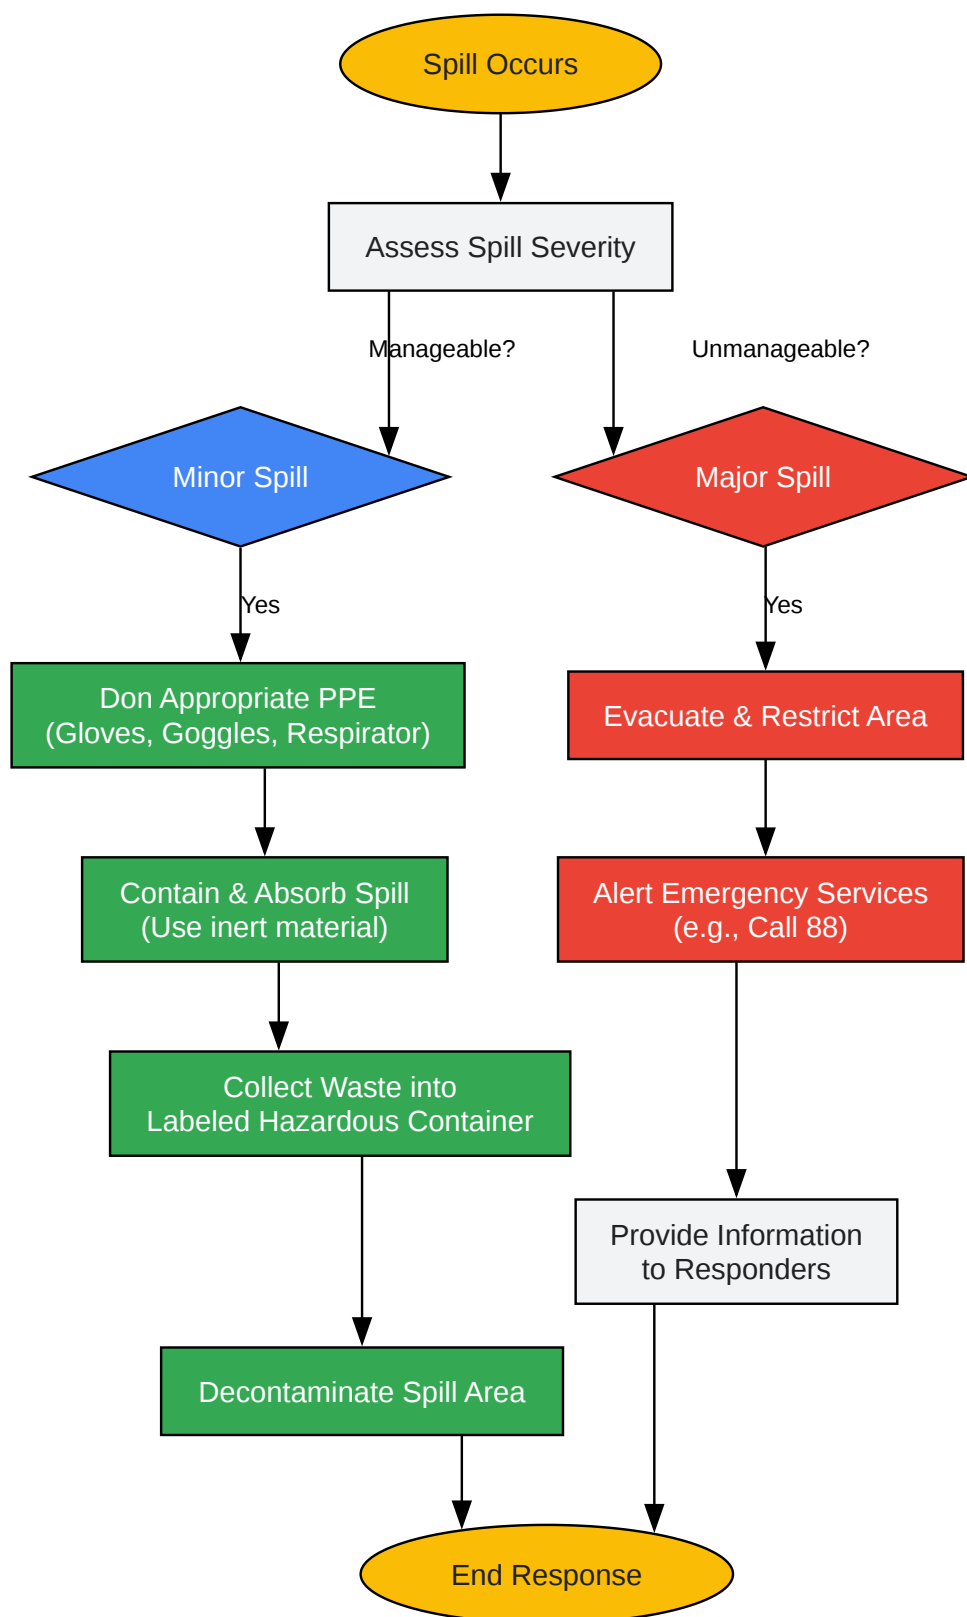 Spill Occurs
Assess Spill Severity
Manageable?
Unmanageable?
Minor Spill
Major Spill
Yes
Yes
Don Appropriate PPE
(Gloves, Goggles, Respirator)
Evacuate & Restrict Area
Contain & Absorb Spill
(Use inert material)
Alert Emergency Services
(e.g., Call 88)
Collect Waste into
Labeled Hazardous Container
Provide Information
to Responders
Decontaminate Spill Area
End Response